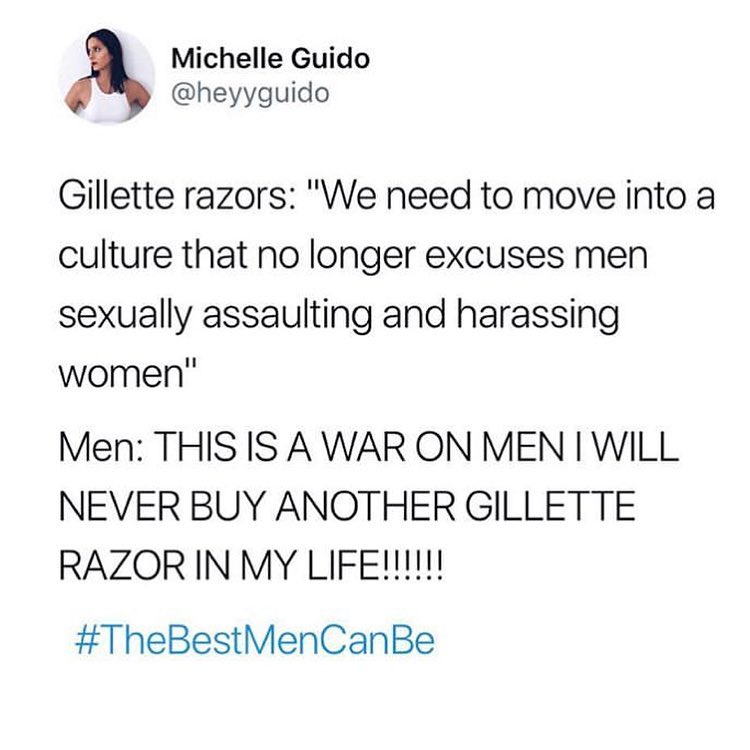 Michelle Guido
@heyyguido
Gillette razors: "We need to move into a
culture that no longer excuses men
sexually assaulting and harassing
women"
Men: THIS IS A WAR ON MEN I WILL
NEVER BUY ANOTHER GILLETTE
RAZOR IN MY LIFE!!!!!!
#TheBestMenCanBe